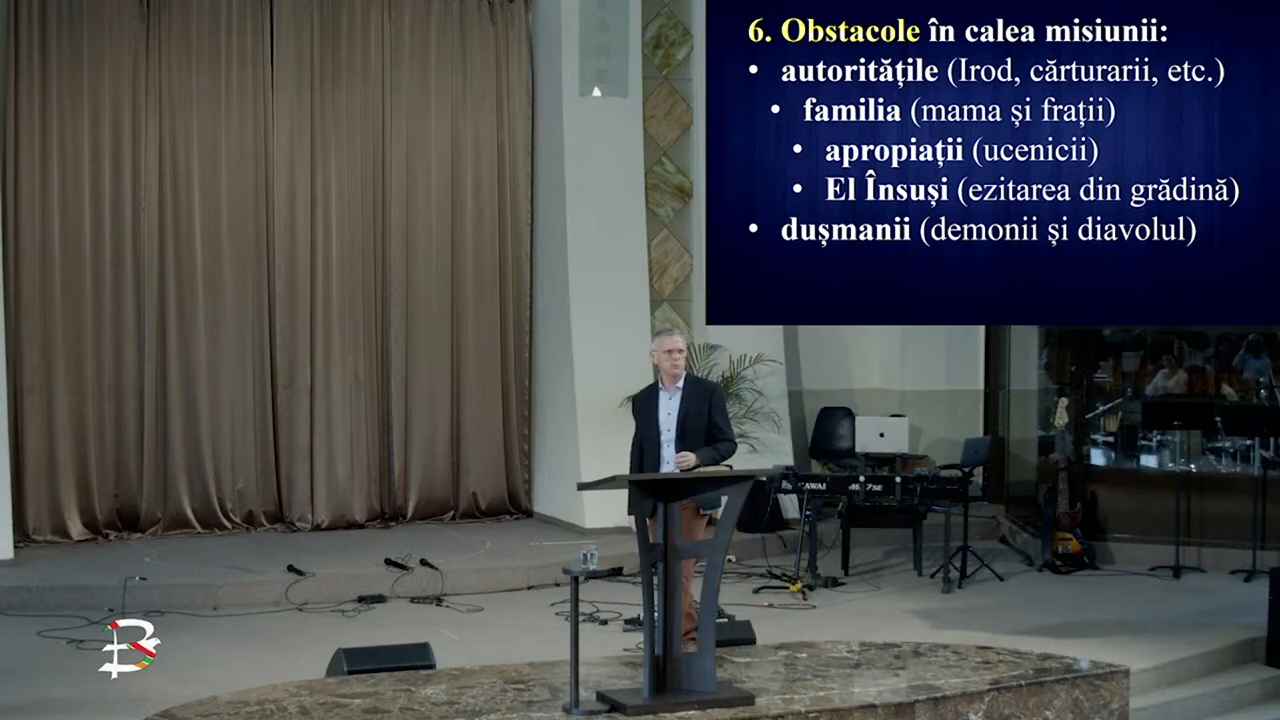 6. Obstacole în calea misiunii:
• autoritățile (Irod, cărturarii, etc.)
• familia (mama și frații)
• apropiații (ucenicii)
• El Însuși (ezitarea din grădină)
• dușmanii (demonii și diavolul)
KAWAI